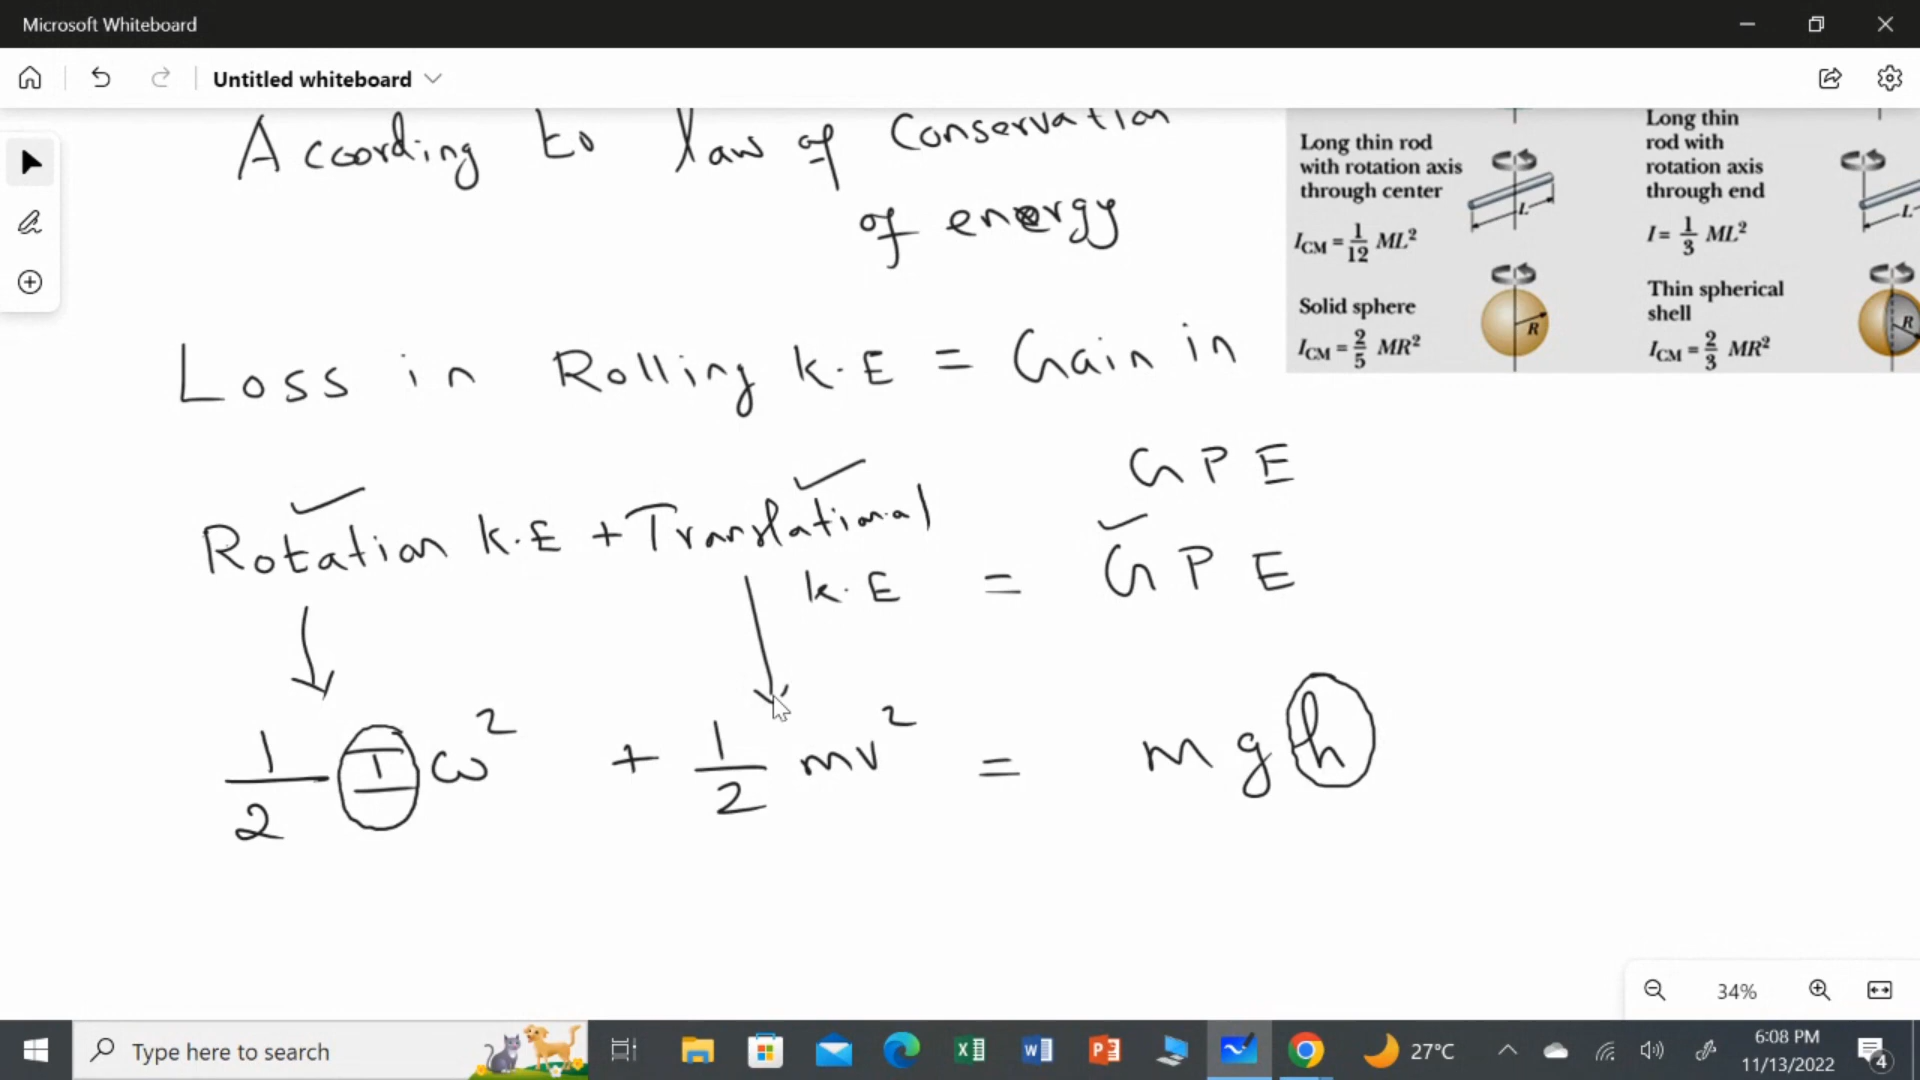 Microsoft Whiteboard
Untitled whiteboard
Acoording to law of Conservation
of energy
Loss in Rolling K.E = Gain in
GPE
Rotation K.E + Translational
K.E = GPE
1/2 I ω² + 1/2 mv² = mgh
Long thin rod
with rotation axis
through center
L
I_CM = 1/12 ML²
Long thin
rod with
rotation axis
through end
L
I = 1/3 ML²
Solid sphere
R
I_CM = 2/5 MR²
Thin spherical
shell
R
I_CM = 2/3 MR²
34%
Type here to search
27°C
6:08 PM
11/13/2022
4